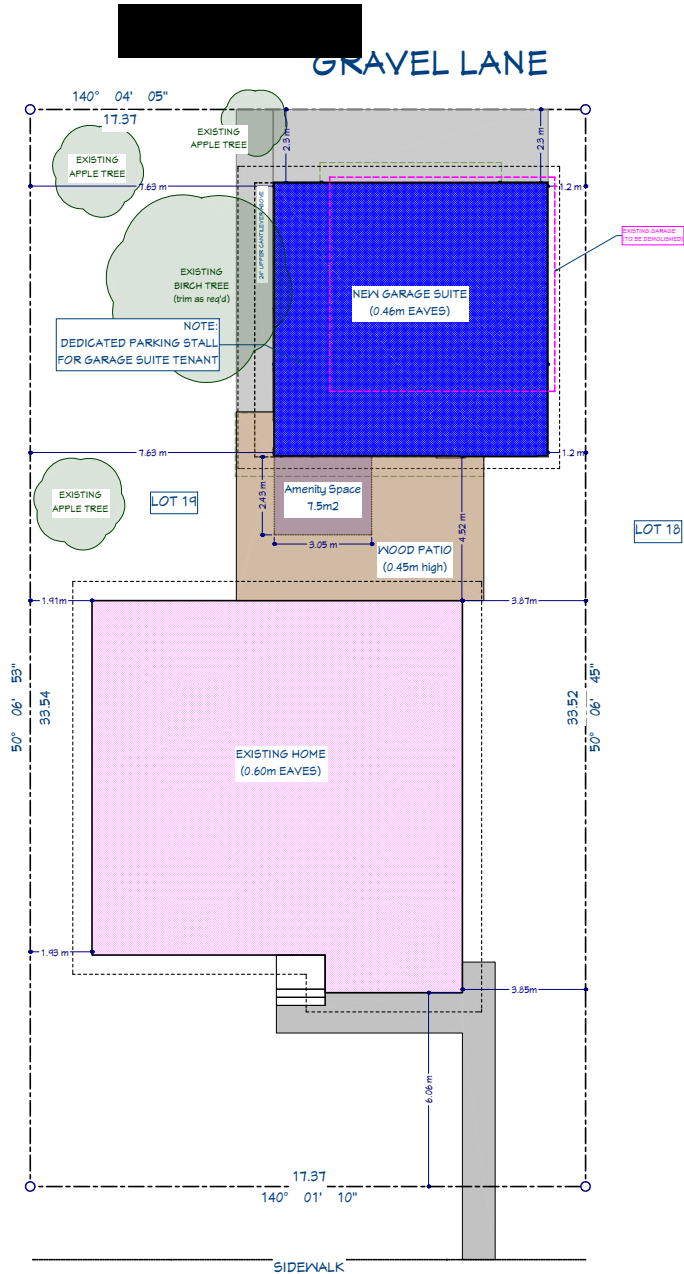 GRAVEL LANE
140° 04' 05"
17.37
EXISTING
APPLE TREE
EXISTING
APPLE TREE
2.3 m
2.3 m
7.63 m
1.2 m
24" UPPER CANTILEVER ABOVE
EXISTING GARAGE
(TO BE DEMOLISHED)
EXISTING
BIRCH TREE
(trim as req'd)
NEW GARAGE SUITE
(0.46m EAVES)
NOTE:
DEDICATED PARKING STALL
FOR GARAGE SUITE TENANT
7.63 m
1.2 m
EXISTING
APPLE TREE
LOT 19
2.43 m
Amenity Space
7.5m2
3.05 m
4.52 m
WOOD PATIO
(0.45m high)
LOT 18
1.91m
3.87m
50° 06' 53"
33.54
33.52
50° 06' 45"
EXISTING HOME
(0.60m EAVES)
1.93 m
3.85m
6.06 m
17.37
140° 01' 10"
SIDEWALK